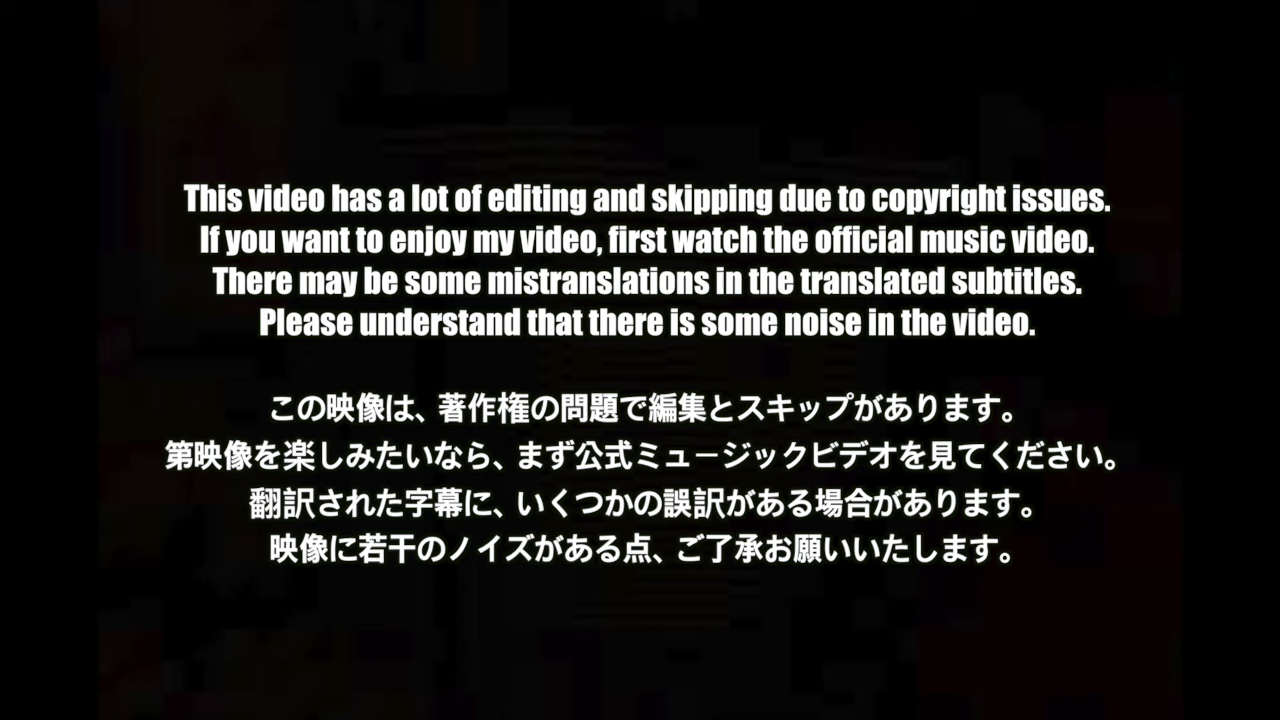 This video has a lot of editing and skipping due to copyright issues.
If you want to enjoy my video, first watch the official music video.
There may be some mistranslations in the translated subtitles.
Please understand that there is some noise in the video.
この映像は、著作権の問題で編集とスキップがあります。
第映像を楽しみたいなら、まず公式ミュージックビデオを見てください。
翻訳された字幕に、いくつかの誤訳がある場合があります。
映像に若干のノイズがある点、ご了承お願いいたします。